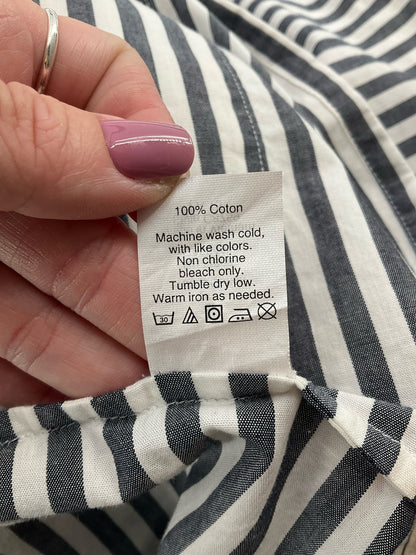 100% Coton
Machine wash cold,
with like colors.
Non chlorine
bleach only.
Tumble dry low.
Warm iron as needed.
30